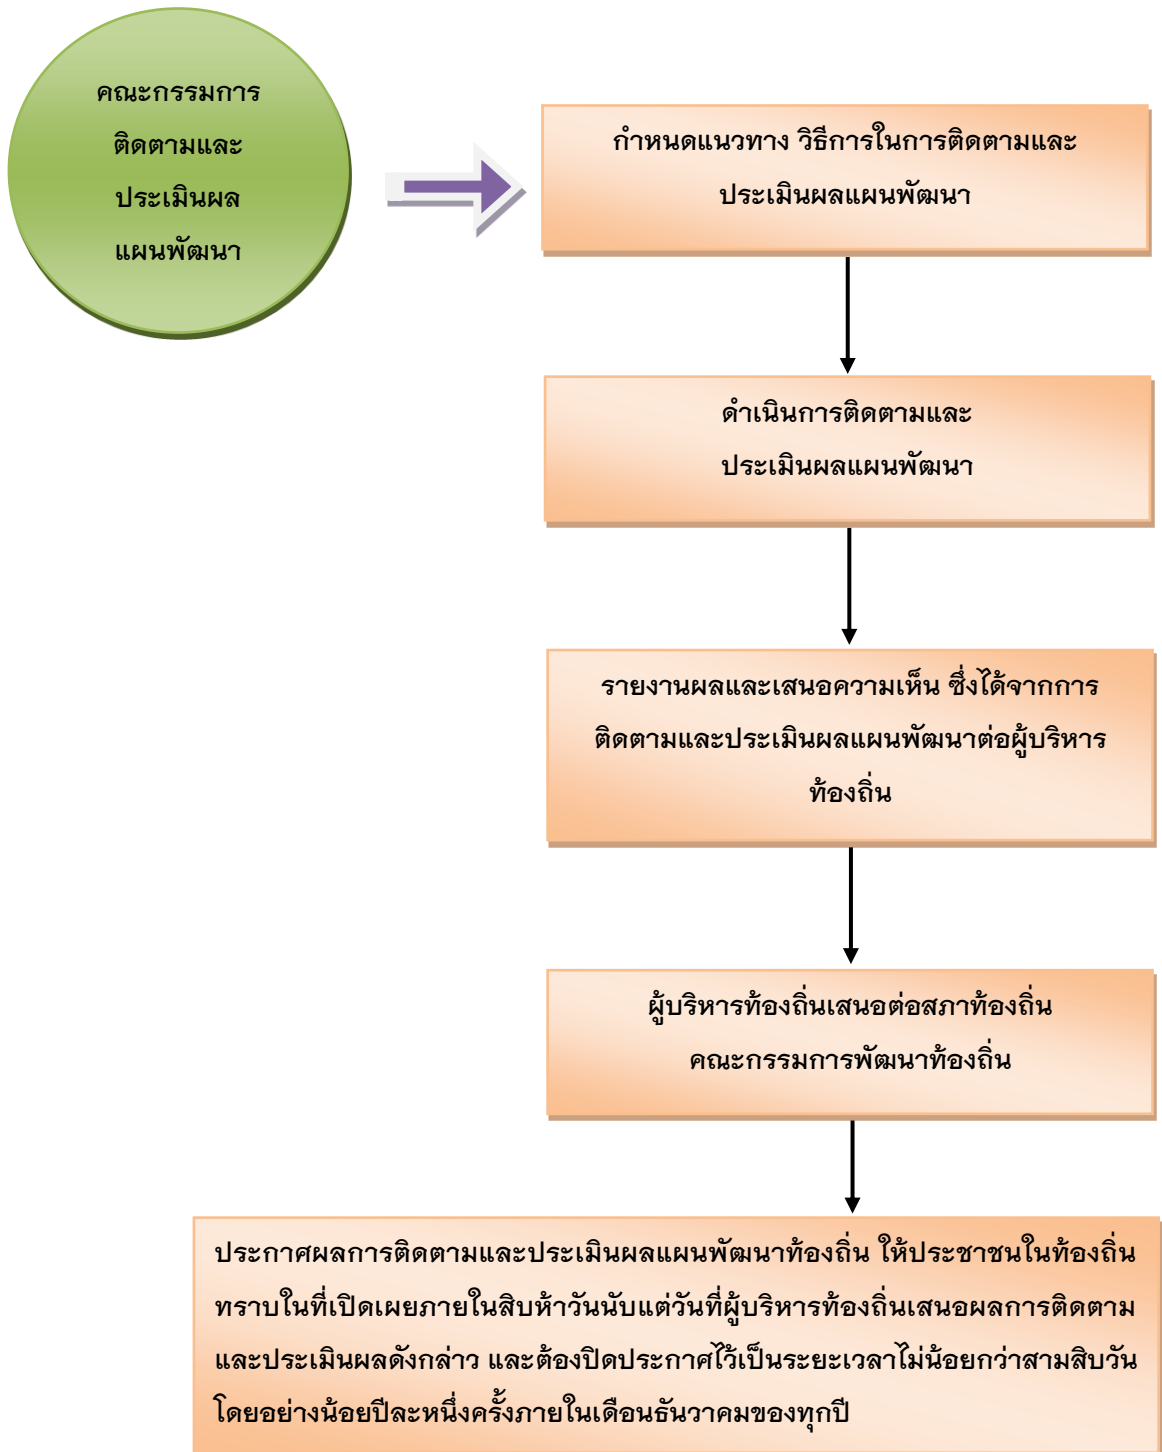 คณะกรรมการ
ติดตามและ
ประเมินผล
แผนพัฒนา
กำหนดแนวทาง วิธีการในการติดตามและ
ประเมินผลแผนพัฒนา
ดำเนินการติดตามและ
ประเมินผลแผนพัฒนา
รายงานผลและเสนอความเห็น ซึ่งได้จากการ
ติดตามและประเมินผลแผนพัฒนาต่อผู้บริหาร
ท้องถิ่น
ผู้บริหารท้องถิ่นเสนอต่อสภาท้องถิ่น
คณะกรรมการพัฒนาท้องถิ่น
ประกาศผลการติดตามและประเมินผลแผนพัฒนาท้องถิ่น ให้ประชาชนในท้องถิ่น
ทราบในที่เปิดเผยภายในสิบห้าวันนับแต่วันที่ผู้บริหารท้องถิ่นเสนอผลการติดตาม
และประเมินผลดังกล่าว และต้องปิดประกาศไว้เป็นระยะเวลาไม่น้อยกว่าสามสิบวัน
โดยอย่างน้อยปีละหนึ่งครั้งภายในเดือนธันวาคมของทุกปี